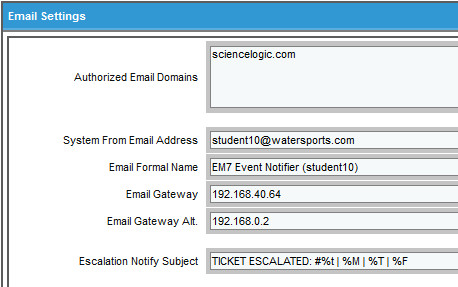 Email Settings
Authorized Email Domains
sciencelogic.com
System From Email Address
student10@watersports.com
Email Formal Name
EM7 Event Notifier (student10)
Email Gateway
192.168.40.64
Email Gateway Alt.
192.168.0.2
Escalation Notify Subject
TICKET ESCALATED: #%t | %M | %T | %F